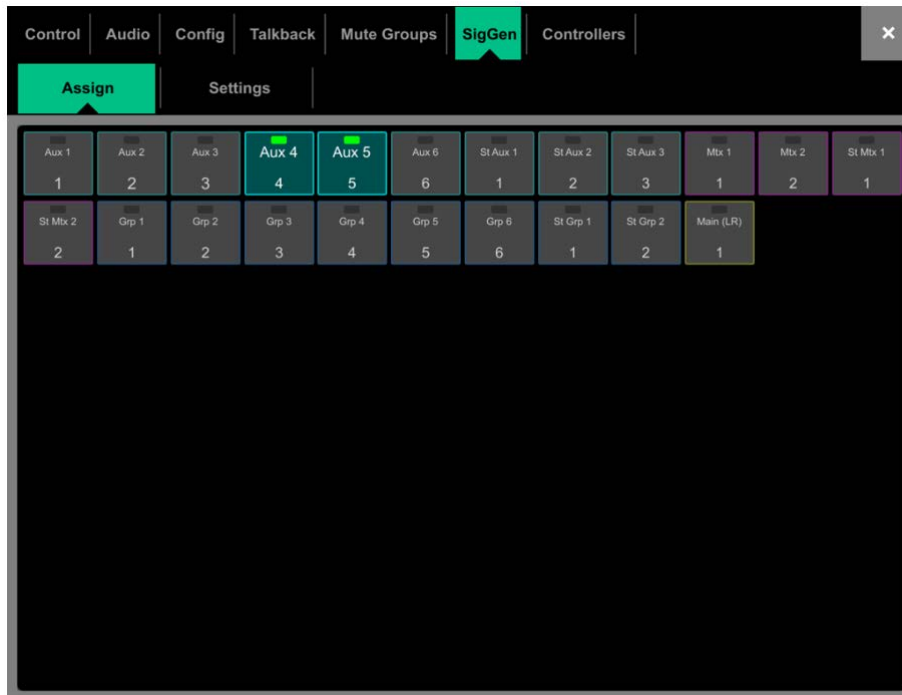 Control Audio Config Talkback Mute Groups SigGen Controllers ×
Assign Settings
Aux 1 Aux 2 Aux 3 Aux 4 Aux 5 Aux 6 St Aux 1 St Aux 2 St Aux 3 Mtx 1 Mtx 2 St Mtx 1
1 2 3 4 5 6 1 2 3 1 2 1
St Mtx 2 Grp 1 Grp 2 Grp 3 Grp 4 Grp 5 Grp 6 St Grp 1 St Grp 2 Main (LR)
2 1 2 3 4 5 6 1 2 1